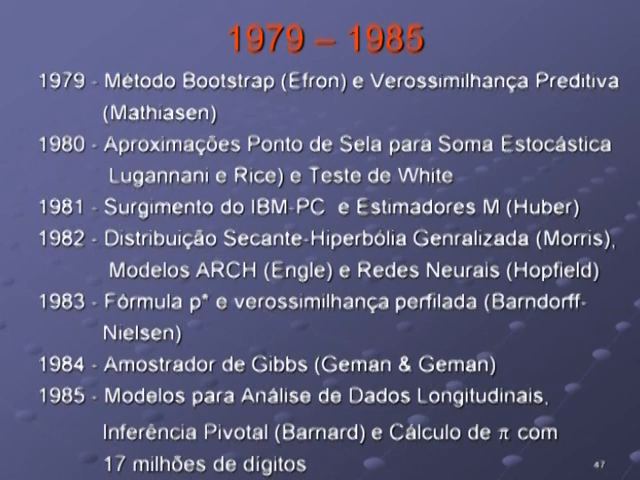 1979 – 1985
1979 - Método Bootstrap (Efron) e Verossimilhança Preditiva
(Mathiasen)
1980 - Aproximações Ponto de Sela para Soma Estocástica
Lugannani e Rice) e Teste de White
1981 - Surgimento do IBM-PC e Estimadores M (Huber)
1982 - Distribuição Secante-Hiperbólia Genralizada (Morris),
Modelos ARCH (Engle) e Redes Neurais (Hopfield)
1983 - Fórmula p* e verossimilhança perfilada (Barndorff-
Nielsen)
1984 - Amostrador de Gibbs (Geman & Geman)
1985 - Modelos para Análise de Dados Longitudinais,
Inferência Pivotal (Barnard) e Cálculo de π com
17 milhões de dígitos
47